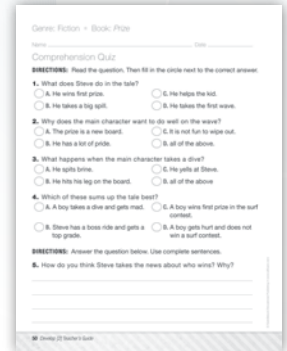 Genre: Fiction • Book: Prize
Name Date
Comprehension Quiz
DIRECTIONS: Read the question. Then fill in the circle next to the correct answer.
1. What does Steve do in the tale?
A. He wins first prize. C. He helps the kid.
B. He takes a big spill. D. He takes the first wave.
2. Why does the main character want to do well on the wave?
A. The prize is a new board. C. It is not fun to wipe out.
B. He has a lot of pride. D. all of the above.
3. What happens when the main character takes a dive?
A. He spits brine. C. He yells at Steve.
B. He hits his leg on the board. D. all of the above
4. Which of these sums up the tale best?
A. A boy takes a dive and gets mad. C. A boy wins first prize in the surf
contest.
B. Steve has a boss ride and gets a D. A boy gets hurt and does not
top grade. win a surf contest.
DIRECTIONS: Answer the question below. Use complete sentences.
5. How do you think Steve takes the news about who wins? Why?
Teacher's Guide